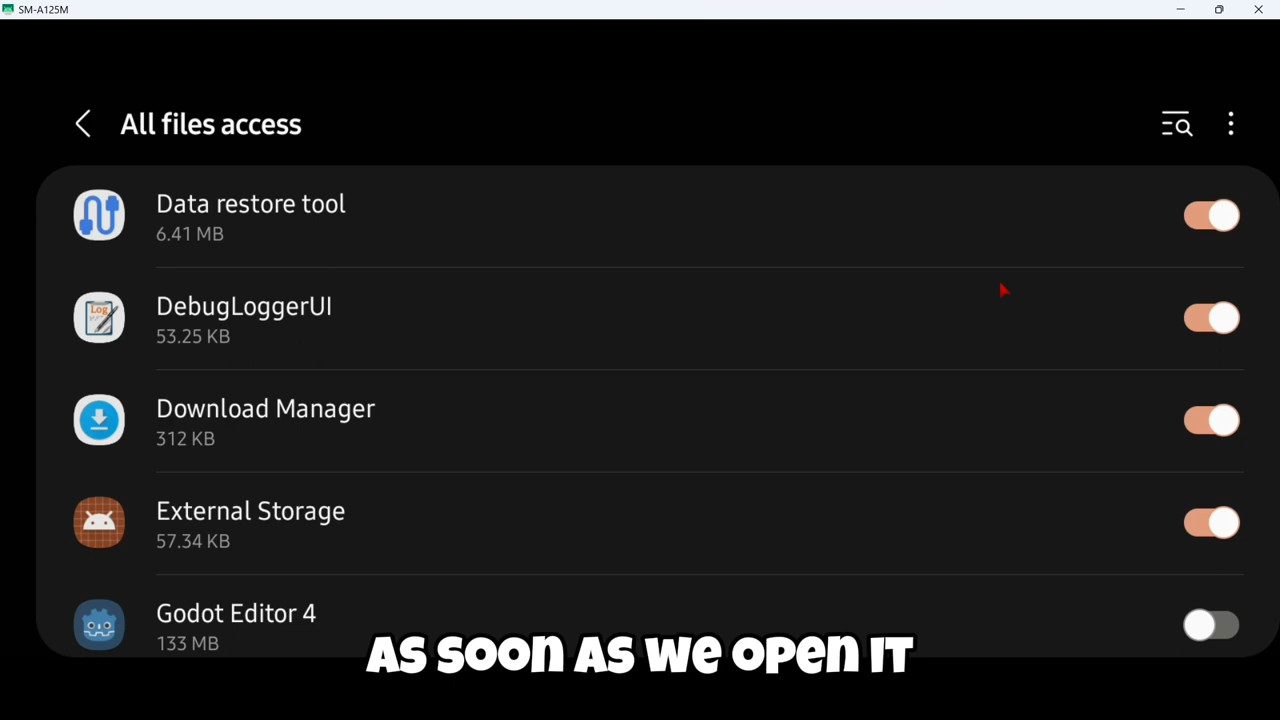 SM-A125M
All files access
Data restore tool
6.41 MB
DebugLoggerUI
53.25 KB
Log
Download Manager
312 KB
External Storage
57.34 KB
Godot Editor 4
133 MB
AS SOON AS WE OPEN IT